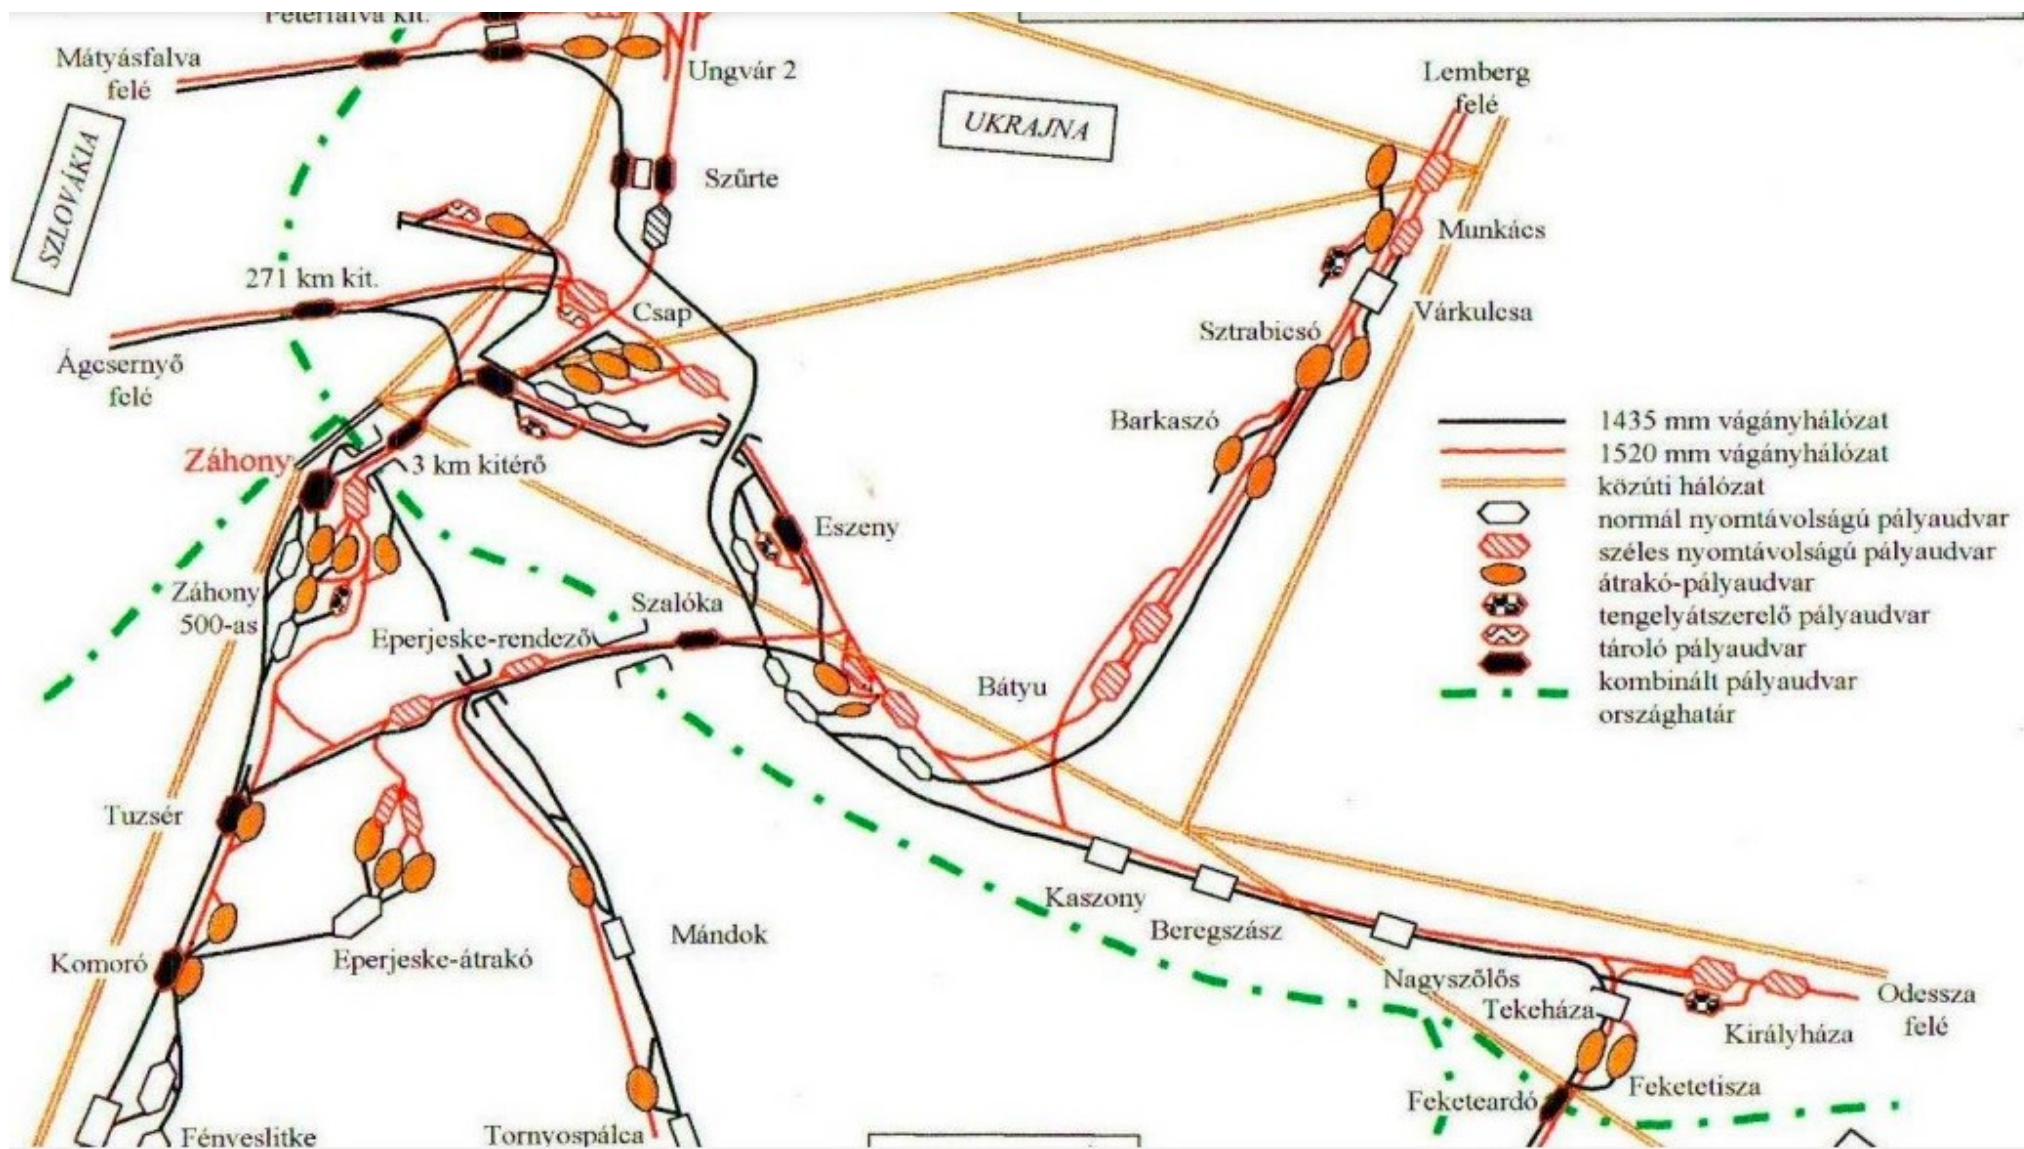 Péterfalva kit.
Mátyásfalva
felé
Ungvár 2
Lemberg
felé
UKRAJNA
SZLOVÁKIA
Szűrte
Munkács
271 km kit.
Csap
Várkulcsa
Sztrabicsó
Ágcsernyő
felé
Barkaszó
1435 mm vágányhálózat
1520 mm vágányhálózat
közúti hálózat
normál nyomtávolságú pályaudvar
széles nyomtávolságú pályaudvar
átrakó-pályaudvar
tengelyátszerelő pályaudvar
tároló pályaudvar
kombinált pályaudvar
országhatár
Záhony
3 km kitérő
Eszeny
Záhony
500-as
Szalóka
Eperjeske-rendező
Bátyu
Tuzsér
Kaszony
Beregszász
Mándok
Komoró
Eperjeske-átrakó
Nagyszőlős
Tekeháza
Odessza
felé
Királyháza
Feketetisza
Feketeardó
Fényeslitke
Tornyospálca